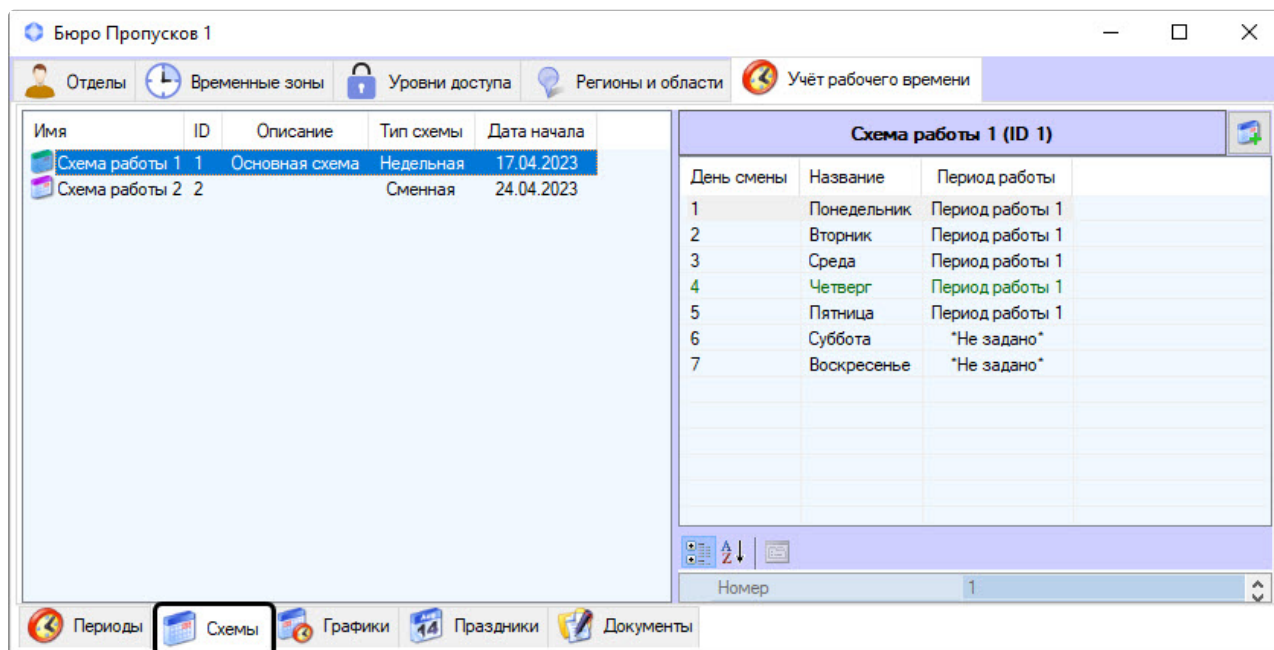 Бюро Пропусков 1
Отделы Временные зоны Уровни доступа Регионы и области Учёт рабочего времени
Имя ID Описание Тип схемы Дата начала
Схема работы 1 1 Основная схема Недельная 17.04.2023
Схема работы 2 2 Сменная 24.04.2023
Схема работы 1 (ID 1)
День смены Название Период работы
1 Понедельник Период работы 1
2 Вторник Период работы 1
3 Среда Период работы 1
4 Четверг Период работы 1
5 Пятница Период работы 1
6 Суббота *Не задано*
7 Воскресенье *Не задано*
Номер 1
Периоды Схемы Графики 14 Праздники Документы